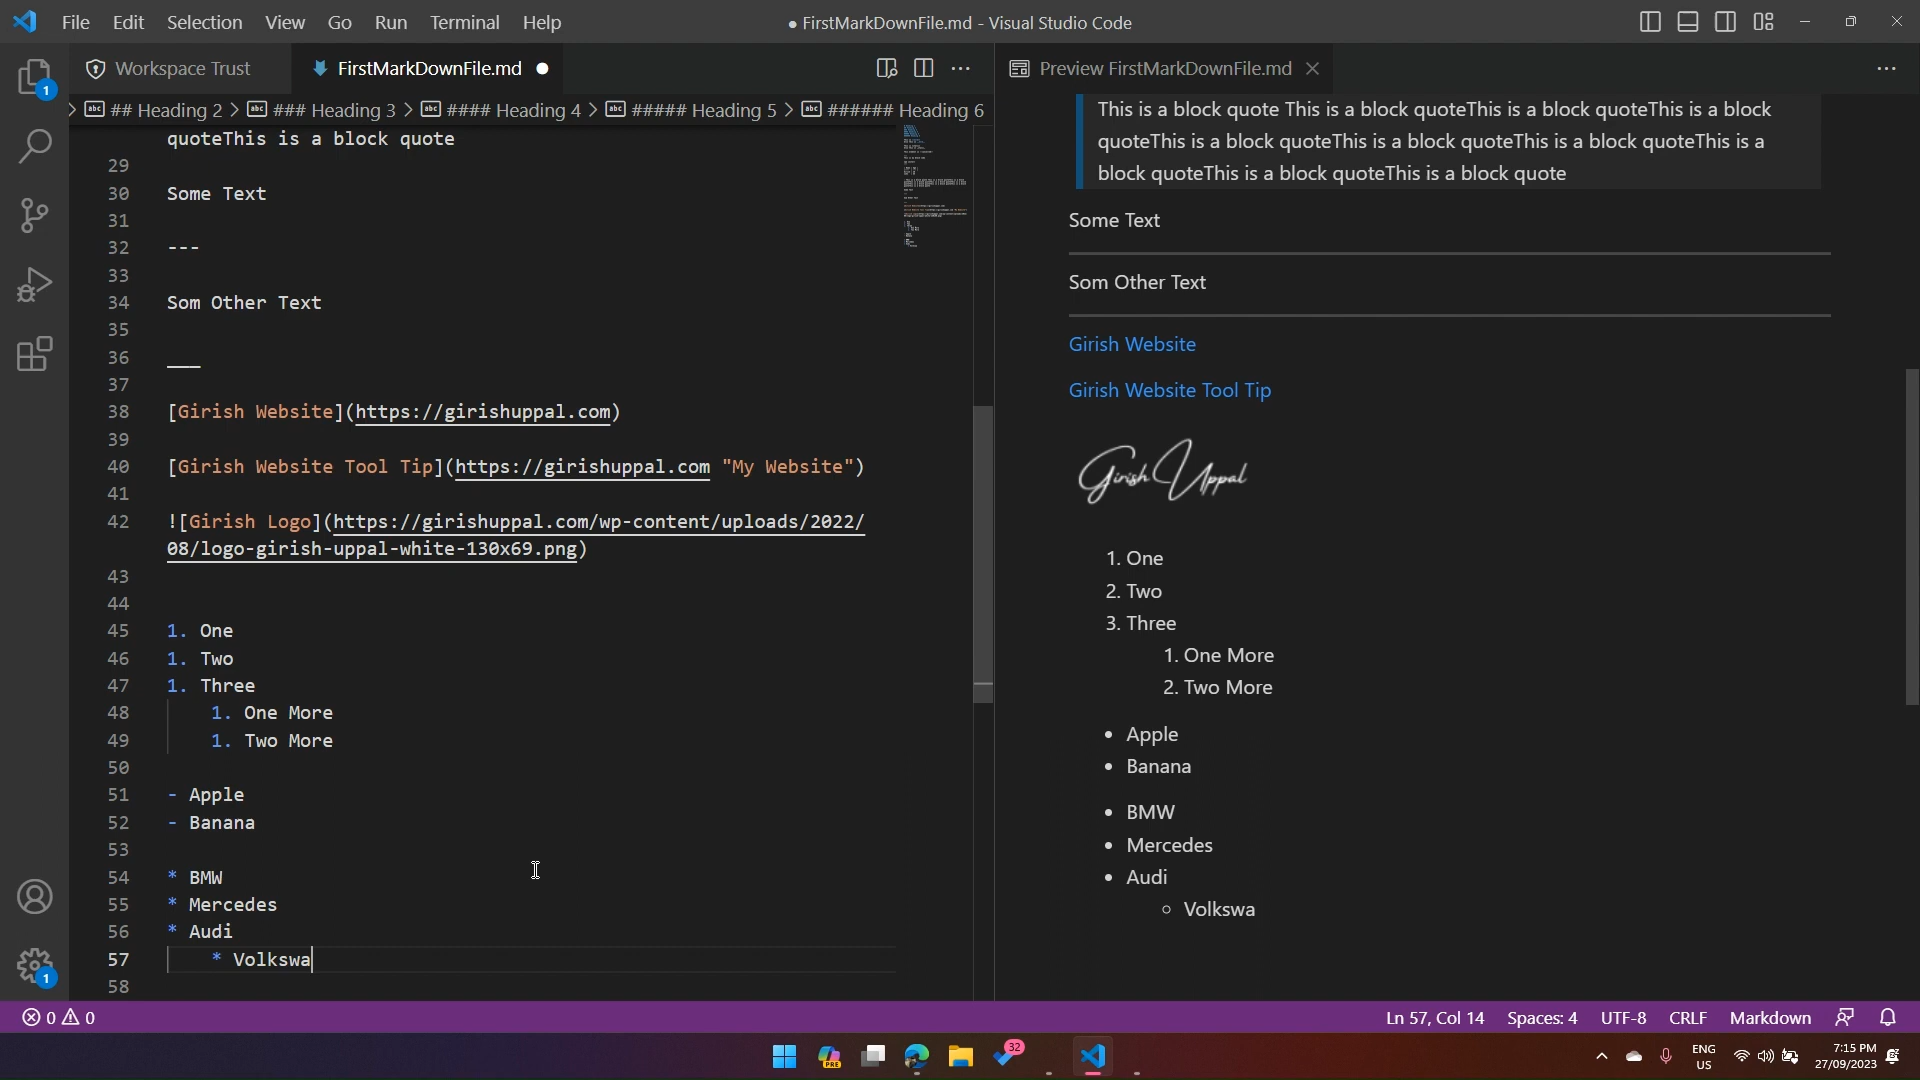 File Edit Selection View Go Run Terminal Help
● FirstMarkDownFile.md - Visual Studio Code
Workspace Trust
FirstMarkDownFile.md
Preview FirstMarkDownFile.md
> ## Heading 2 > ### Heading 3 > #### Heading 4 > ##### Heading 5 > ###### Heading 6
quoteThis is a block quote
29
30 Some Text
31
32 ---
33
34 Som Other Text
35
36 ___
37
38 [Girish Website](https://girishuppal.com)
39
40 [Girish Website Tool Tip](https://girishuppal.com "My Website")
41
42 ![Girish Logo](https://girishuppal.com/wp-content/uploads/2022/
08/logo-girish-uppal-white-130x69.png)
43
44
45 1. One
46 1. Two
47 1. Three
48 1. One More
49 1. Two More
50
51 - Apple
52 - Banana
53
54 * BMW
55 * Mercedes
56 * Audi
57 * Volkswa
58
This is a block quote This is a block quoteThis is a block quoteThis is a block
quoteThis is a block quoteThis is a block quoteThis is a block quoteThis is a
block quoteThis is a block quoteThis is a block quote
Some Text
Som Other Text
Girish Website
Girish Website Tool Tip
Girish Uppal
1. One
2. Two
3. Three
1. One More
2. Two More
• Apple
• Banana
• BMW
• Mercedes
• Audi
○ Volkswa
1
1
0 0
Ln 57, Col 14 Spaces: 4 UTF-8 CRLF Markdown
PRE
32
ENG
US
7:15 PM
27/09/2023